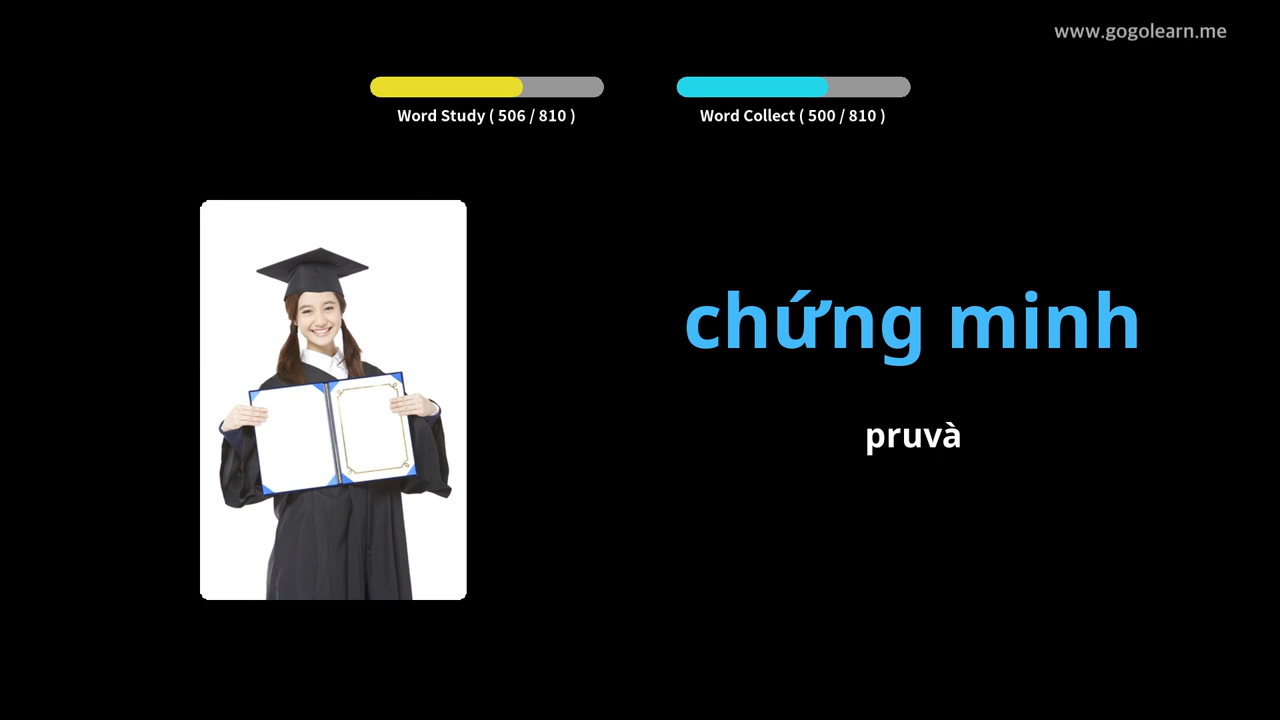 www.gogolearn.me
Word Study ( 506 / 810 )
Word Collect ( 500 / 810 )
chứng minh
pruvà